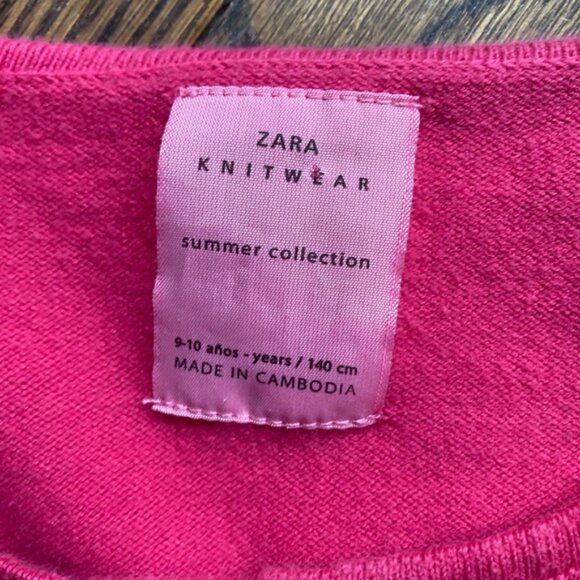 ZARA
KNITWEAR
summer collection
9-10 años - years / 140 cm
MADE IN CAMBODIA